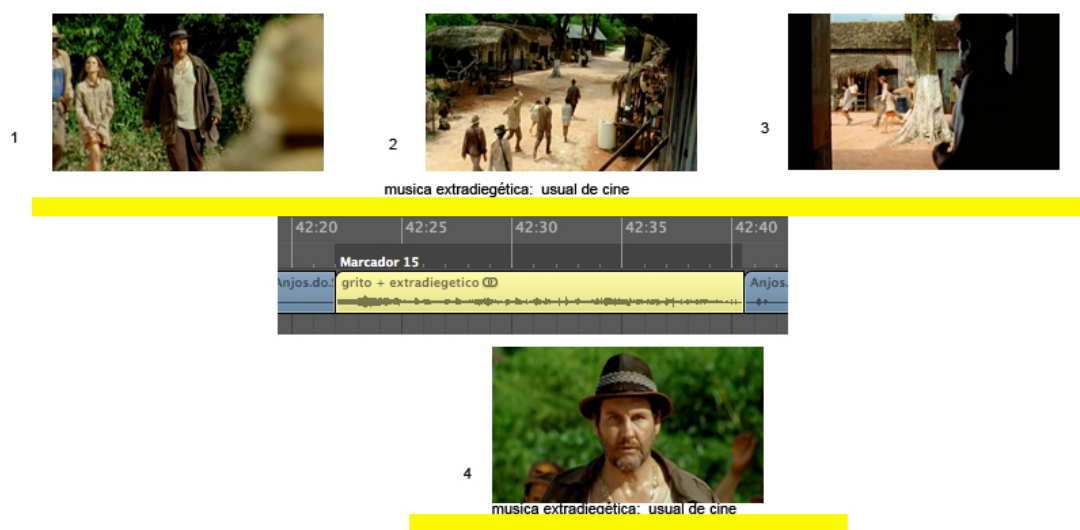 1
2
3
musica extradiegética: usual de cine
42:20 42:25 42:30 42:35 42:40
Marcador 15
Anjos.do.S grito + extradiegetico Anjos.
4
musica extradiegética: usual de cine